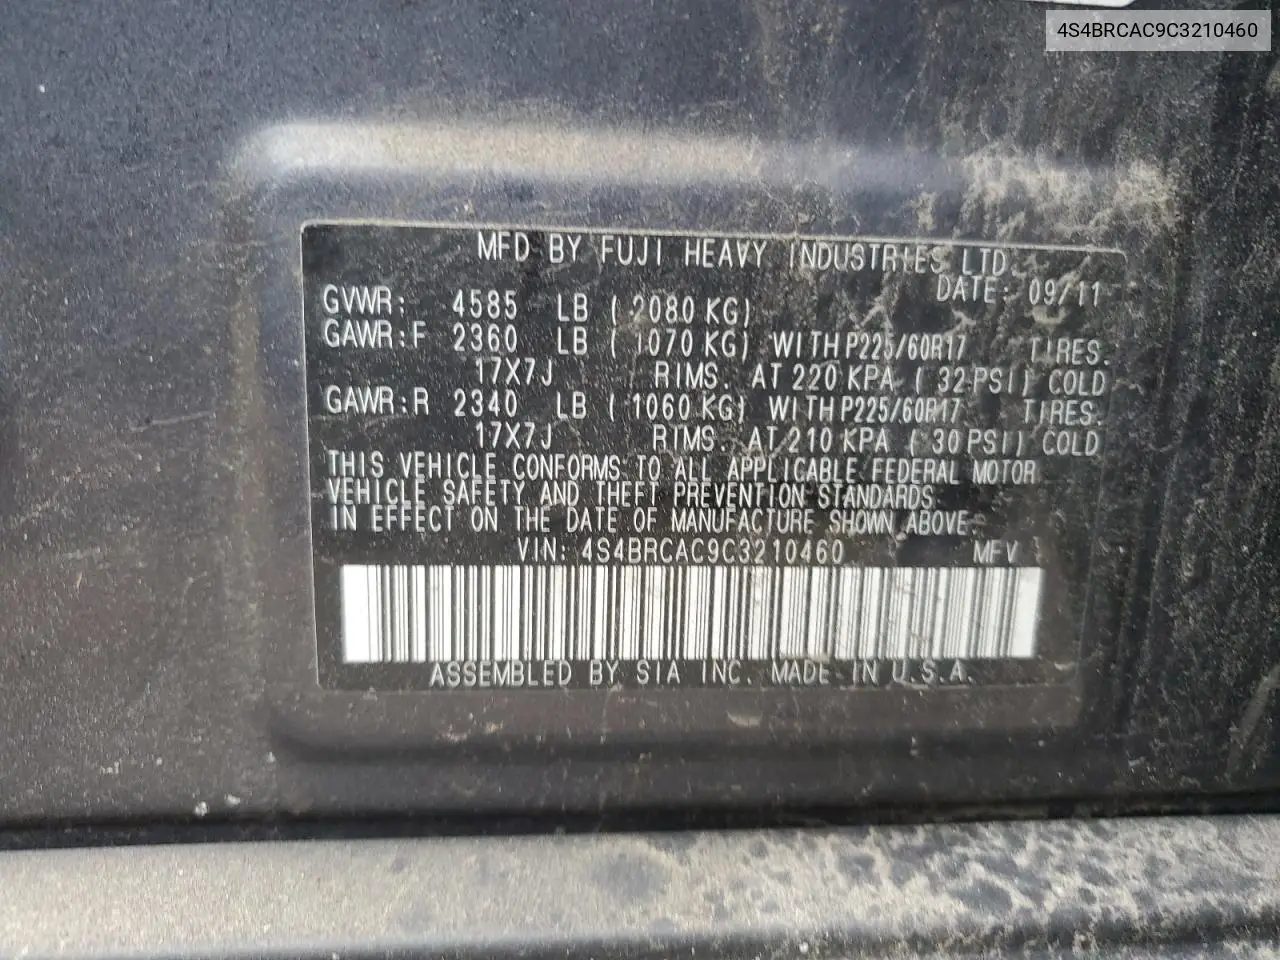 4S4BRCAC9C3210460
MFD BY FUJI HEAVY INDUSTRIES LTD.
DATE: 09/11
GVWR: 4585 LB ( 2080 KG)
GAWR:F 2360 LB ( 1070 KG) WITH P225/60R17 TIRES.
17X7J RIMS. AT 220 KPA ( 32 PSI) COLD
GAWR:R 2340 LB ( 1060 KG) WITH P225/60R17 TIRES.
17X7J RIMS. AT 210 KPA ( 30 PSI) COLD
THIS VEHICLE CONFORMS TO ALL APPLICABLE FEDERAL MOTOR
VEHICLE SAFETY AND THEFT PREVENTION STANDARDS
IN EFFECT ON THE DATE OF MANUFACTURE SHOWN ABOVE.
VIN: 4S4BRCAC9C3210460 MFV
ASSEMBLED BY SIA INC. MADE IN U.S.A.